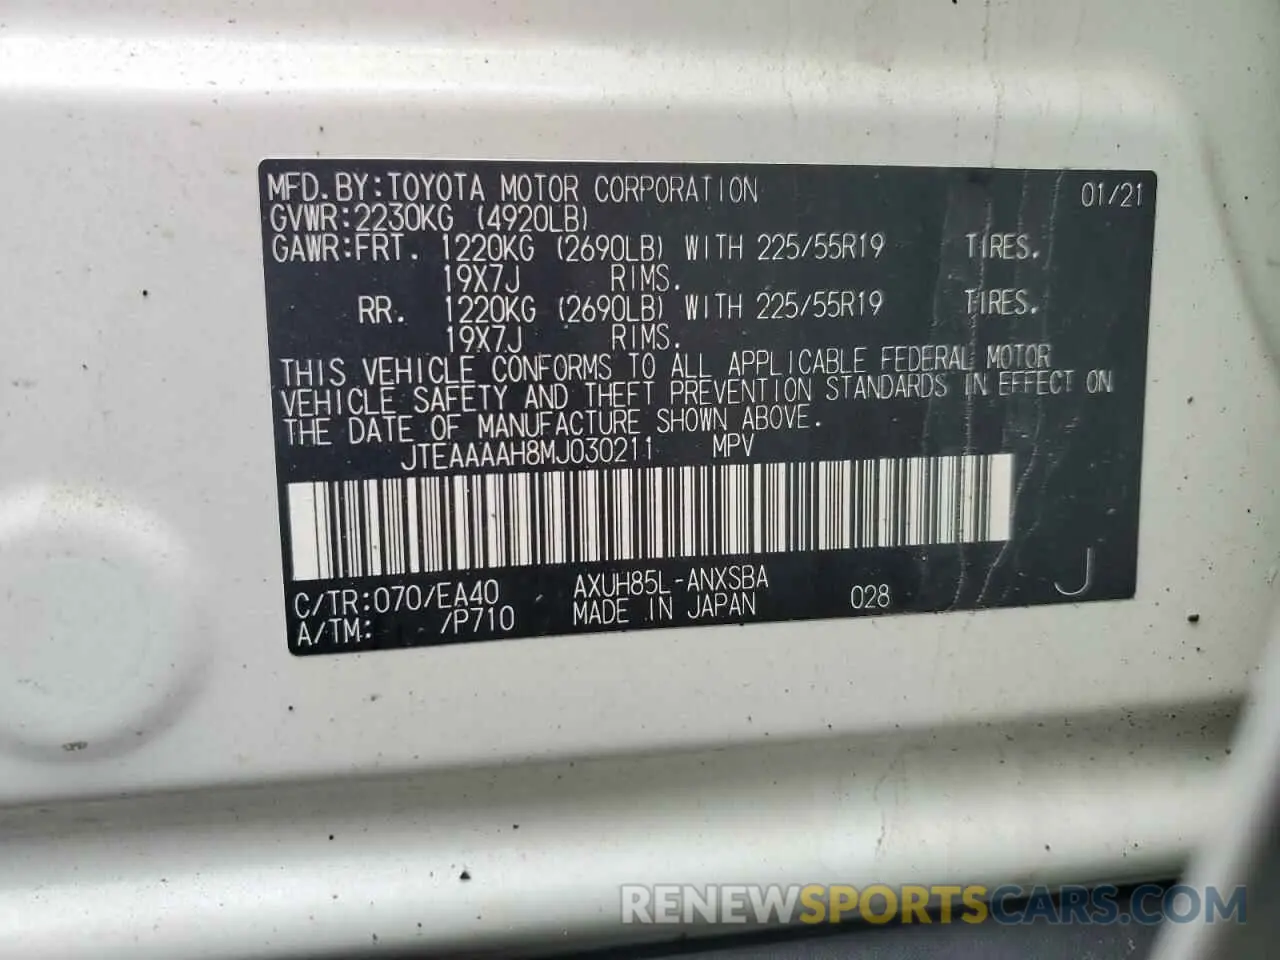 MFD.BY:TOYOTA MOTOR CORPORATION 01/21
GVWR:2230KG (4920LB)
GAWR:FRT. 1220KG (2690LB) WITH 225/55R19 TIRES.
19X7J RIMS.
RR. 1220KG (2690LB) WITH 225/55R19 TIRES.
19X7J RIMS.
THIS VEHICLE CONFORMS TO ALL APPLICABLE FEDERAL MOTOR
VEHICLE SAFETY AND THEFT PREVENTION STANDARDS IN EFFECT ON
THE DATE OF MANUFACTURE SHOWN ABOVE.
JTEAAAAH8MJ030211 MPV
C/TR:070/EA40 AXUH85L-ANXSBA
A/TM: /P710 MADE IN JAPAN 028 J
RENEWSPORTSCARS.COM